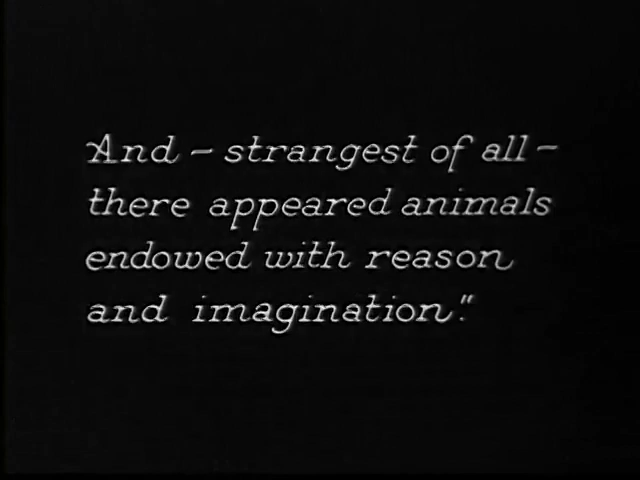 And – strangest of all –
there appeared animals
endowed with reason
and imagination."